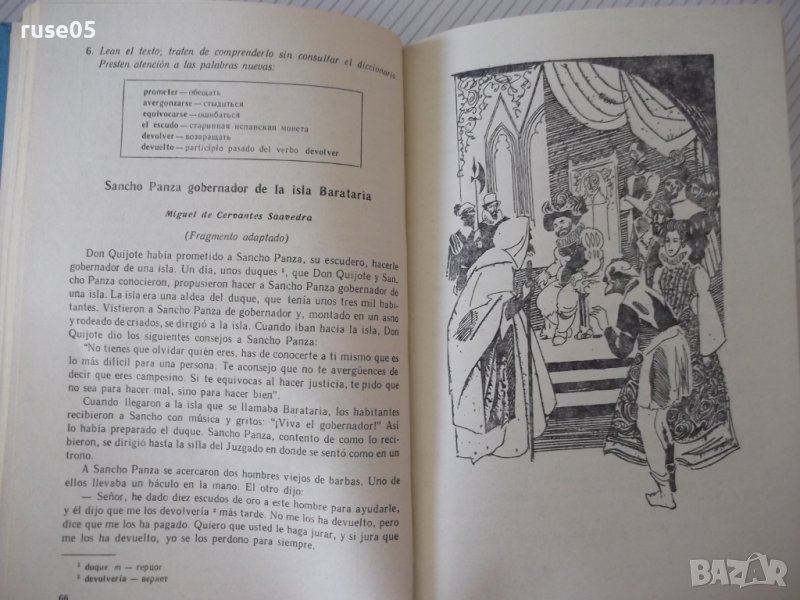 ruse05
6. Lean el texto; traten de comprenderlo sin consultar el diccionario.
Presten atención a las palabras nuevas:
prometer—обещать
avergonzarse—стыдиться
equivocarse—ошибаться
el escudo—старинная испанская монета
devolver—возвращать
devuelto—participio pasado del verbo devolver
Sancho Panza gobernador de la isla Barataria
Miguel de Cervantes Saavedra
(Fragmento adaptado)
Don Quijote había prometido a Sancho Panza, su escudero, hacerle
gobernador de una isla. Un día, unos duques ¹, que Don Quijote y San-
cho Panza conocieron, propusieron hacer a Sancho Panza gobernador de
una isla. La isla era una aldea del duque, que tenía unos tres mil habi-
tantes. Vistieron a Sancho Panza de gobernador y, montado en un asno
y rodeado de criados, se dirigió a la isla. Cuando iban hacia la isla, Don
Quijote dio los siguientes consejos a Sancho Panza:
"No tienes que olvidar quién eres, has de conocerte a ti mismo que es
lo más difícil para una persona. Te aconsejo que no te avergüences de
decir que eres campesino. Si te equivocas al hacer justicia, te pido que
no sea para hacer mal, sino para hacer bien".
Cuando llegaron a la isla que se llamaba Barataria, los habitantes
recibieron a Sancho con música y gritos: "¡Viva el gobernador!" Así
lo había preparado el duque. Sancho Panza, contento de como lo reci-
bieron, se dirigió hasta la silla del Juzgado en donde se sentó como en un
trono.
A Sancho Panza se acercaron dos hombres viejos de barbas. Uno de
ellos llevaba un báculo en la mano. El otro dijo:
— Señor, he dado diez escudos de oro a este hombre para ayudarle,
y él dijo que me los devolvería ² más tarde. No me los ha devuelto, pero
dice que me los ha pagado. Quiero que usted le haga jurar, y si jura que
me los ha devuelto, yo se los perdono para siempre.
¹ duque m — герцог
² devolvería — вернет
66
BAZAR